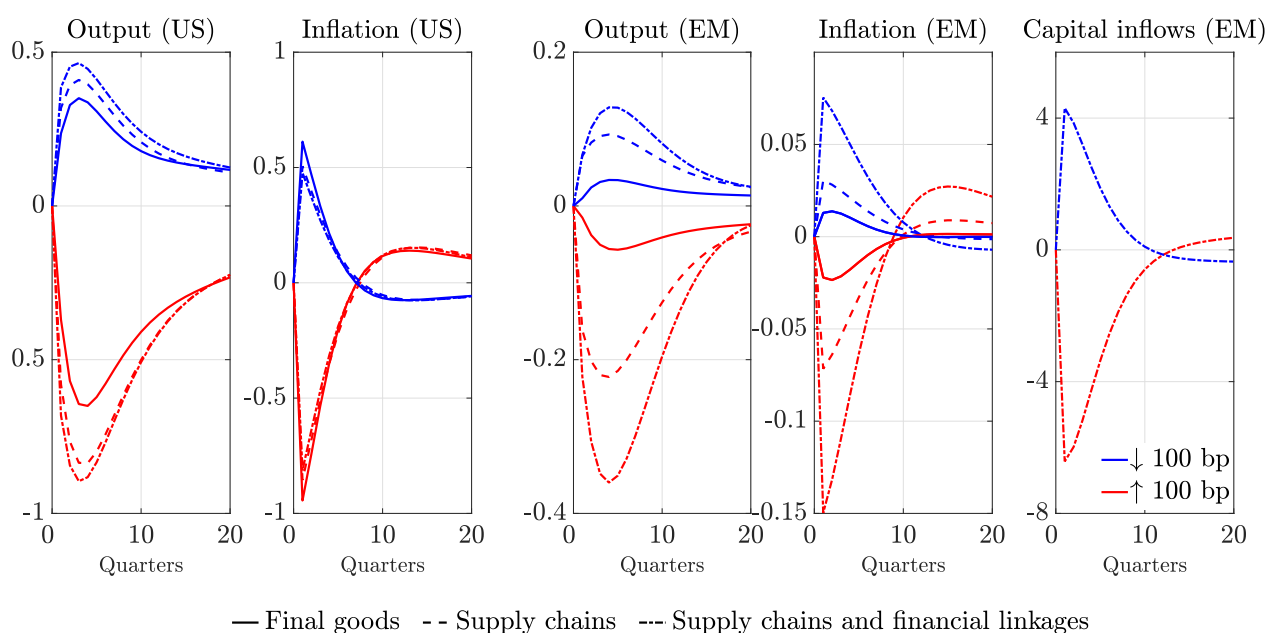 Output (US)
Inflation (US)
Output (EM)
Inflation (EM)
Capital inflows (EM)
0.5
0
0.5
-1
0
10
20
Quarters
1
0.5
0
-0.5
-1
0
10
20
Quarters
0.2
0
-0.2
-0.4
0
10
20
Quarters
0.05
0
-0.05
-0.1
-0.15
0
10
20
Quarters
4
0
-4
-8
0
10
20
Quarters
↓ 100 bp
↑ 100 bp
Final goods
Supply chains
Supply chains and financial linkages